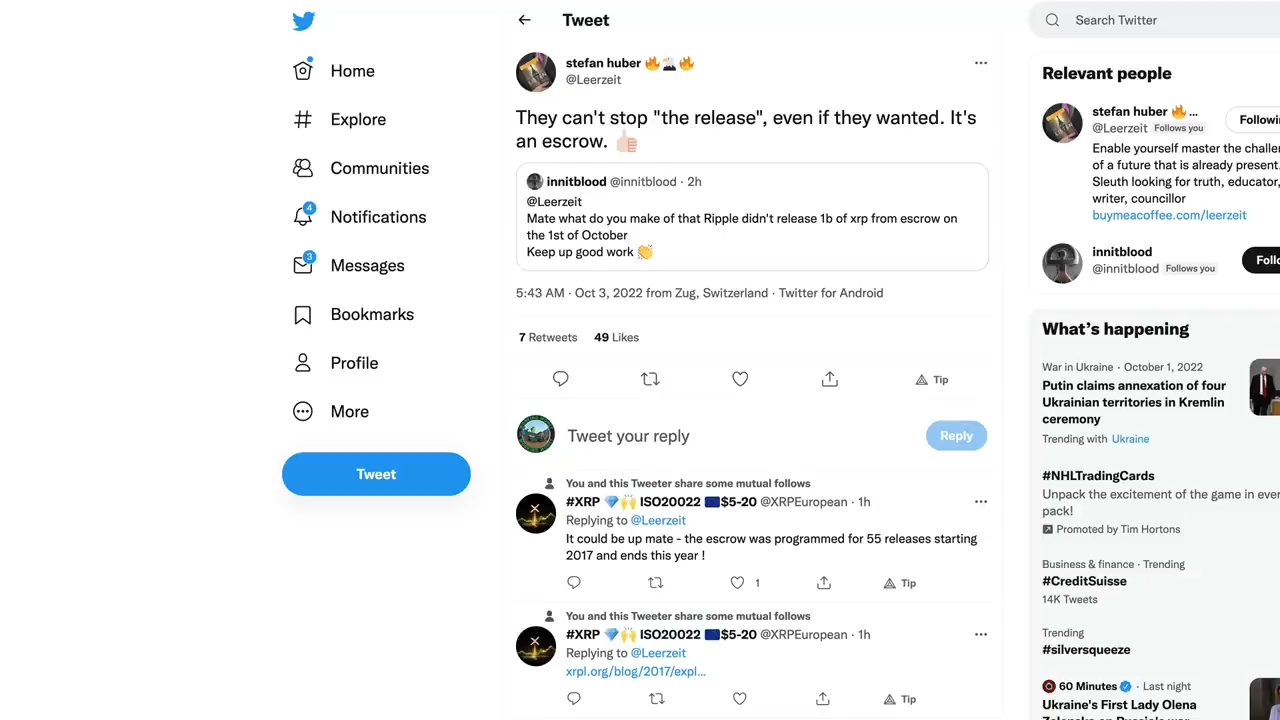 Tweet
Search Twitter
Home
Explore
Communities
4
Notifications
3
Messages
Bookmarks
Profile
More
Tweet
stefan huber 🔥🏻🔥
@Leerzeit
They can't stop "the release", even if they wanted. It's
an escrow. 👍🏻
innitblood @innitblood · 2h
@Leerzeit
Mate what do you make of that Ripple didn't release 1b of xrp from escrow on
the 1st of October
Keep up good work 👏
5:43 AM · Oct 3, 2022 from Zug, Switzerland · Twitter for Android
7 Retweets 49 Likes
Tip
Tweet your reply
Reply
You and this Tweeter share some mutual follows
#XRP 💎🙌 ISO20022 🇪🇺$5-20 @XRPEuropean · 1h
Replying to @Leerzeit
It could be up mate - the escrow was programmed for 55 releases starting
2017 and ends this year !
1 Tip
You and this Tweeter share some mutual follows
#XRP 💎🙌 ISO20022 🇪🇺$5-20 @XRPEuropean · 1h
Replying to @Leerzeit
xrpl.org/blog/2017/expl...
Tip
Relevant people
stefan huber 🔥 ...
@Leerzeit Follows you
Followi
Enable yourself master the challe
of a future that is already present.
Sleuth looking for truth, educator,
writer, councillor
buymeacoffee.com/leerzeit
innitblood
@innitblood Follows you
Follo
What's happening
War in Ukraine · October 1, 2022
Putin claims annexation of four
Ukrainian territories in Kremlin
ceremony
Trending with Ukraine
#NHLTradingCards
Unpack the excitement of the game in ever
pack!
Promoted by Tim Hortons
Business & finance · Trending
#CreditSuisse
14K Tweets
Trending
#silversqueeze
60 Minutes · Last night
Ukraine's First Lady Olena